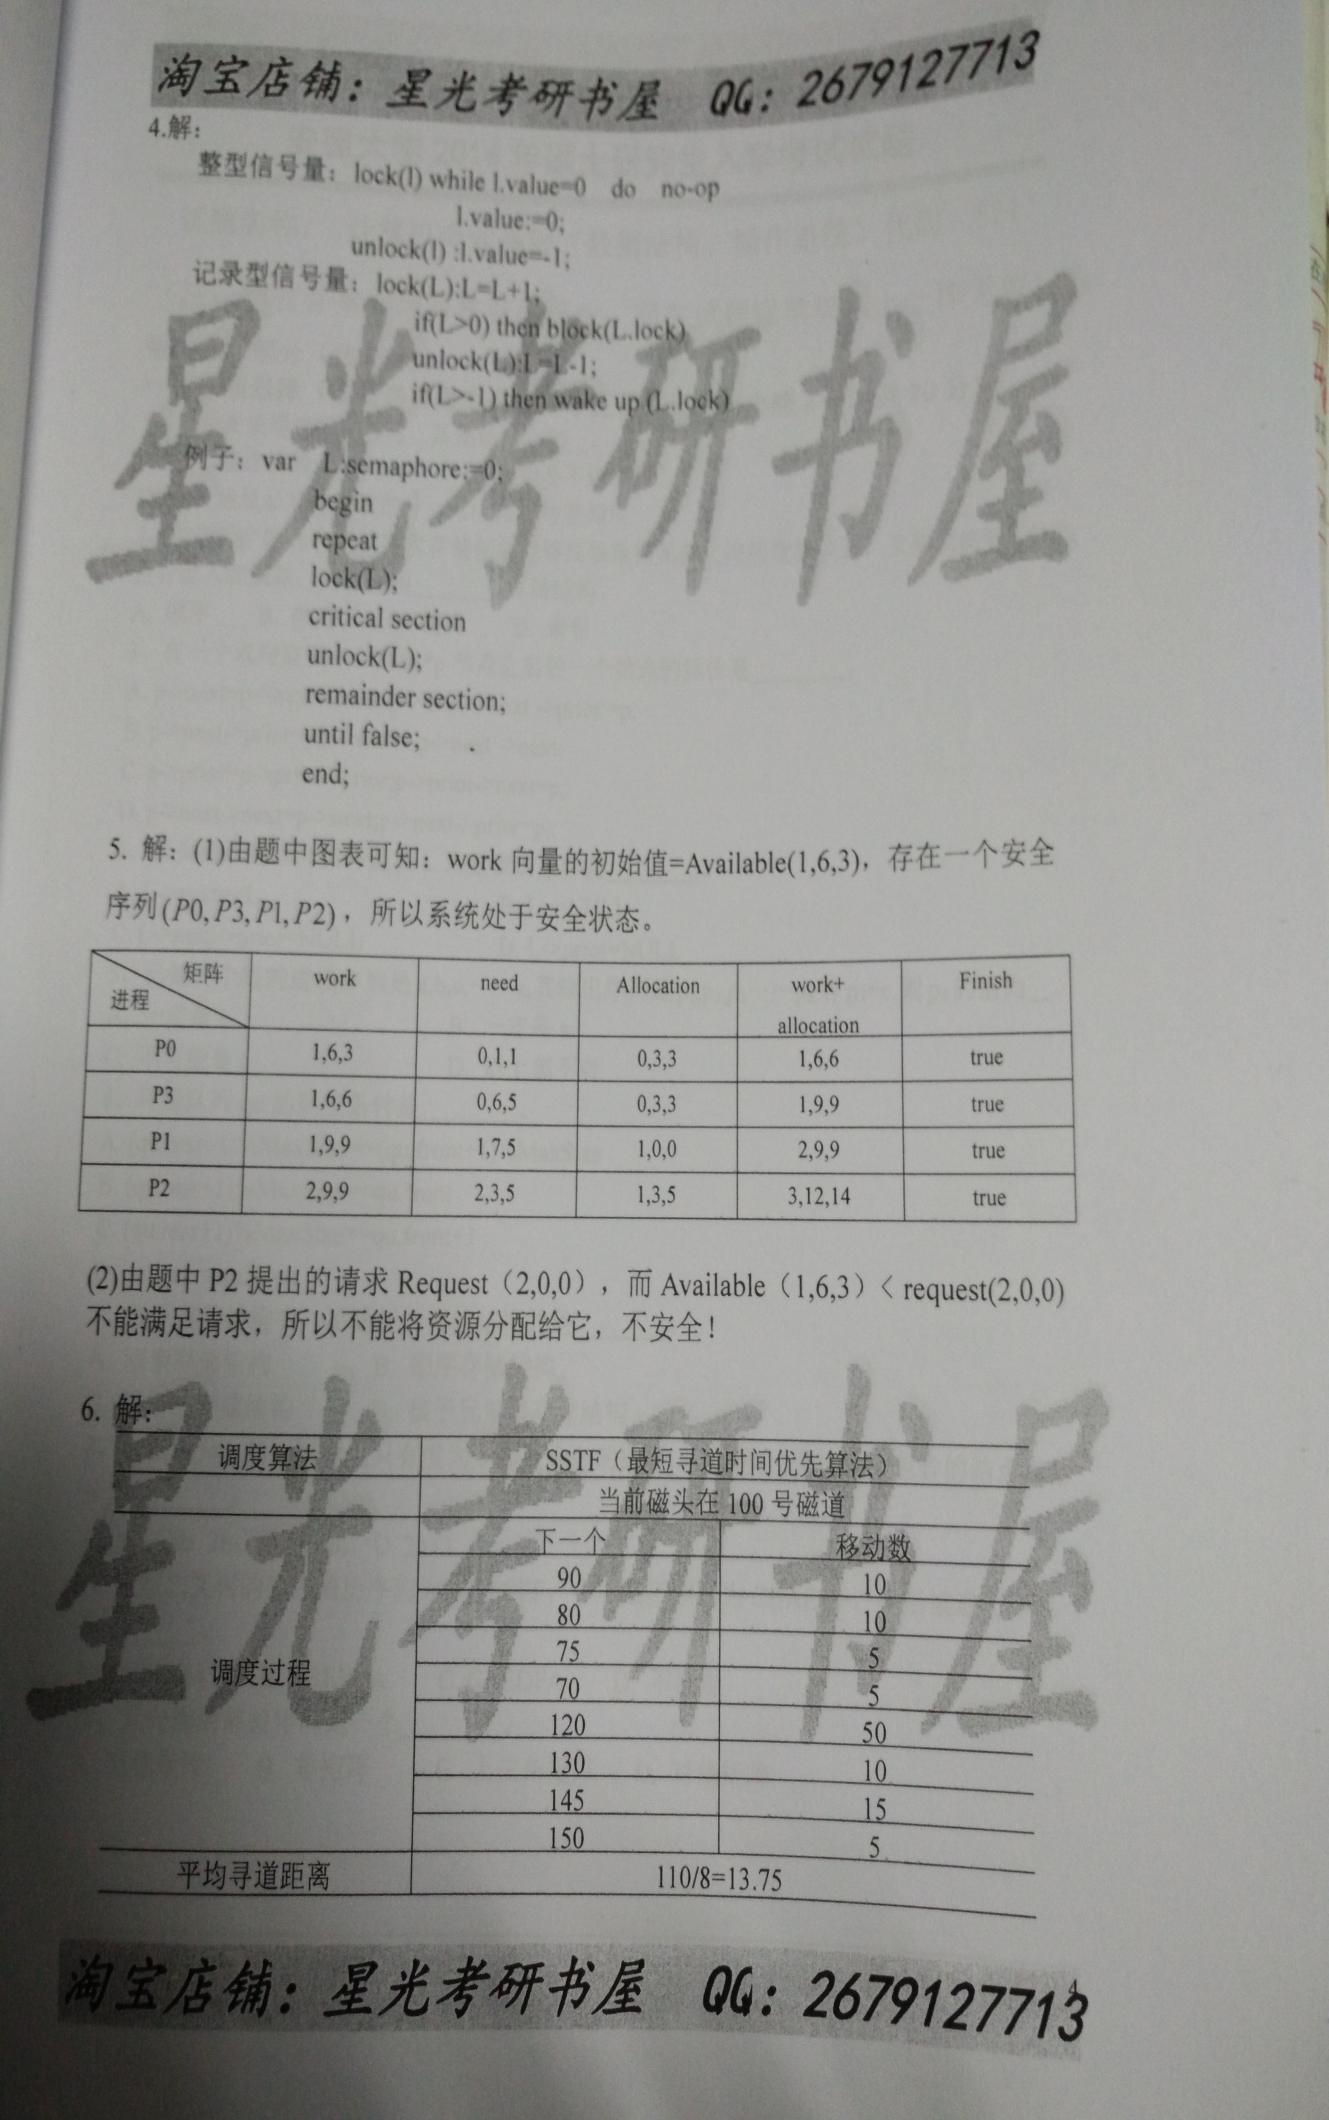 淘宝店铺：星光考研书屋 QQ：2679127713
4.解：
整型信号量：lock(l) while l.value=0 do no-op
l.value:=0;
unlock(l) :l.value=-1;
记录型信号量：lock(L):L=L+1;
if(L>0) then block(L.lock)
unlock(L):L=L-1;
if(L>-1) then wake up (L.lock)
例子：var L:semaphore:=0;
begin
repeat
lock(L);
critical section
unlock(L);
remainder section;
until false;
end;
星光考研书屋
5. 解：(1)由题中图表可知：work 向量的初始值=Available(1,6,3)，存在一个安全
序列(P0,P3,P1,P2)，所以系统处于安全状态。
矩阵 进程 work need Allocation work+ allocation Finish
P0 1,6,3 0,1,1 0,3,3 1,6,6 true
P3 1,6,6 0,6,5 0,3,3 1,9,9 true
P1 1,9,9 1,7,5 1,0,0 2,9,9 true
P2 2,9,9 2,3,5 1,3,5 3,12,14 true
(2)由题中 P2 提出的请求 Request（2,0,0），而 Available（1,6,3）< request(2,0,0)
不能满足请求，所以不能将资源分配给它，不安全！
6. 解：
调度算法 SSTF（最短寻道时间优先算法）
当前磁头在 100 号磁道
下一个 移动数
90 10
80 10
75 5
调度过程
70 5
120 50
130 10
145 15
150 5
平均寻道距离 110/8=13.75
星光考研书屋
淘宝店铺：星光考研书屋 QQ：2679127713